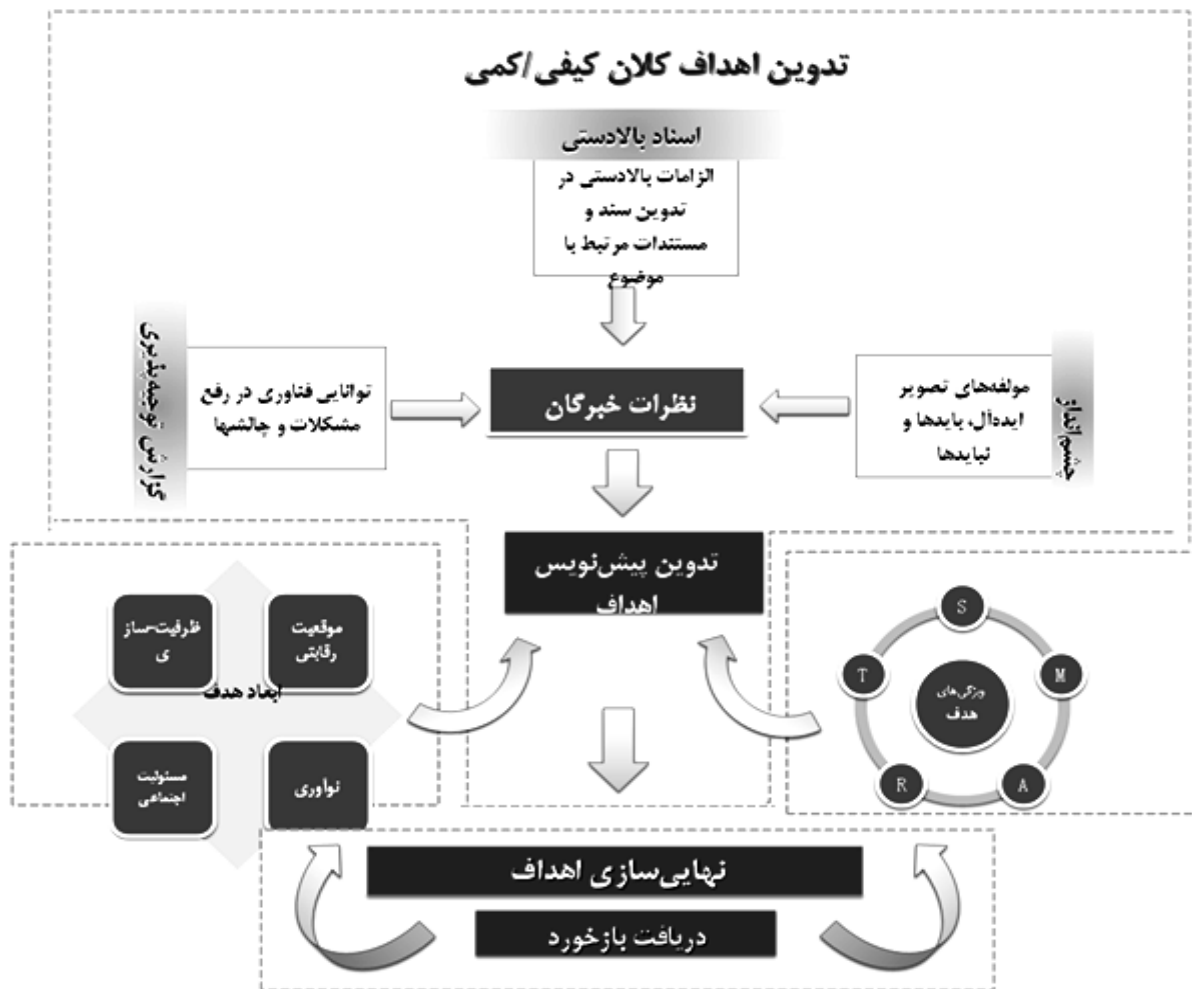 تدوین اهداف کلان کیفی/کمی
اسناد بالادستی
الزامات بالادستی در
تدوین سند و
مستندات مرتبط با
موضوع
چشم‌انداز
مولفه‌های تصویر
ایده‌آل، بایدها و
نبایدها
نظرات خبرگان
توانایی فناوری در رفع
مشکلات و چالشها
گزارش توجیه‌پذیری
تدوین پیش‌نویس
اهداف
S
M
A
R
T
ویژگی‌های
هدف
موقعیت
رقابتی
ظرفیت-ساز
ی
ابعاد هدف
نوآوری
مسئولیت
اجتماعی
نهایی‌سازی اهداف
دریافت بازخورد